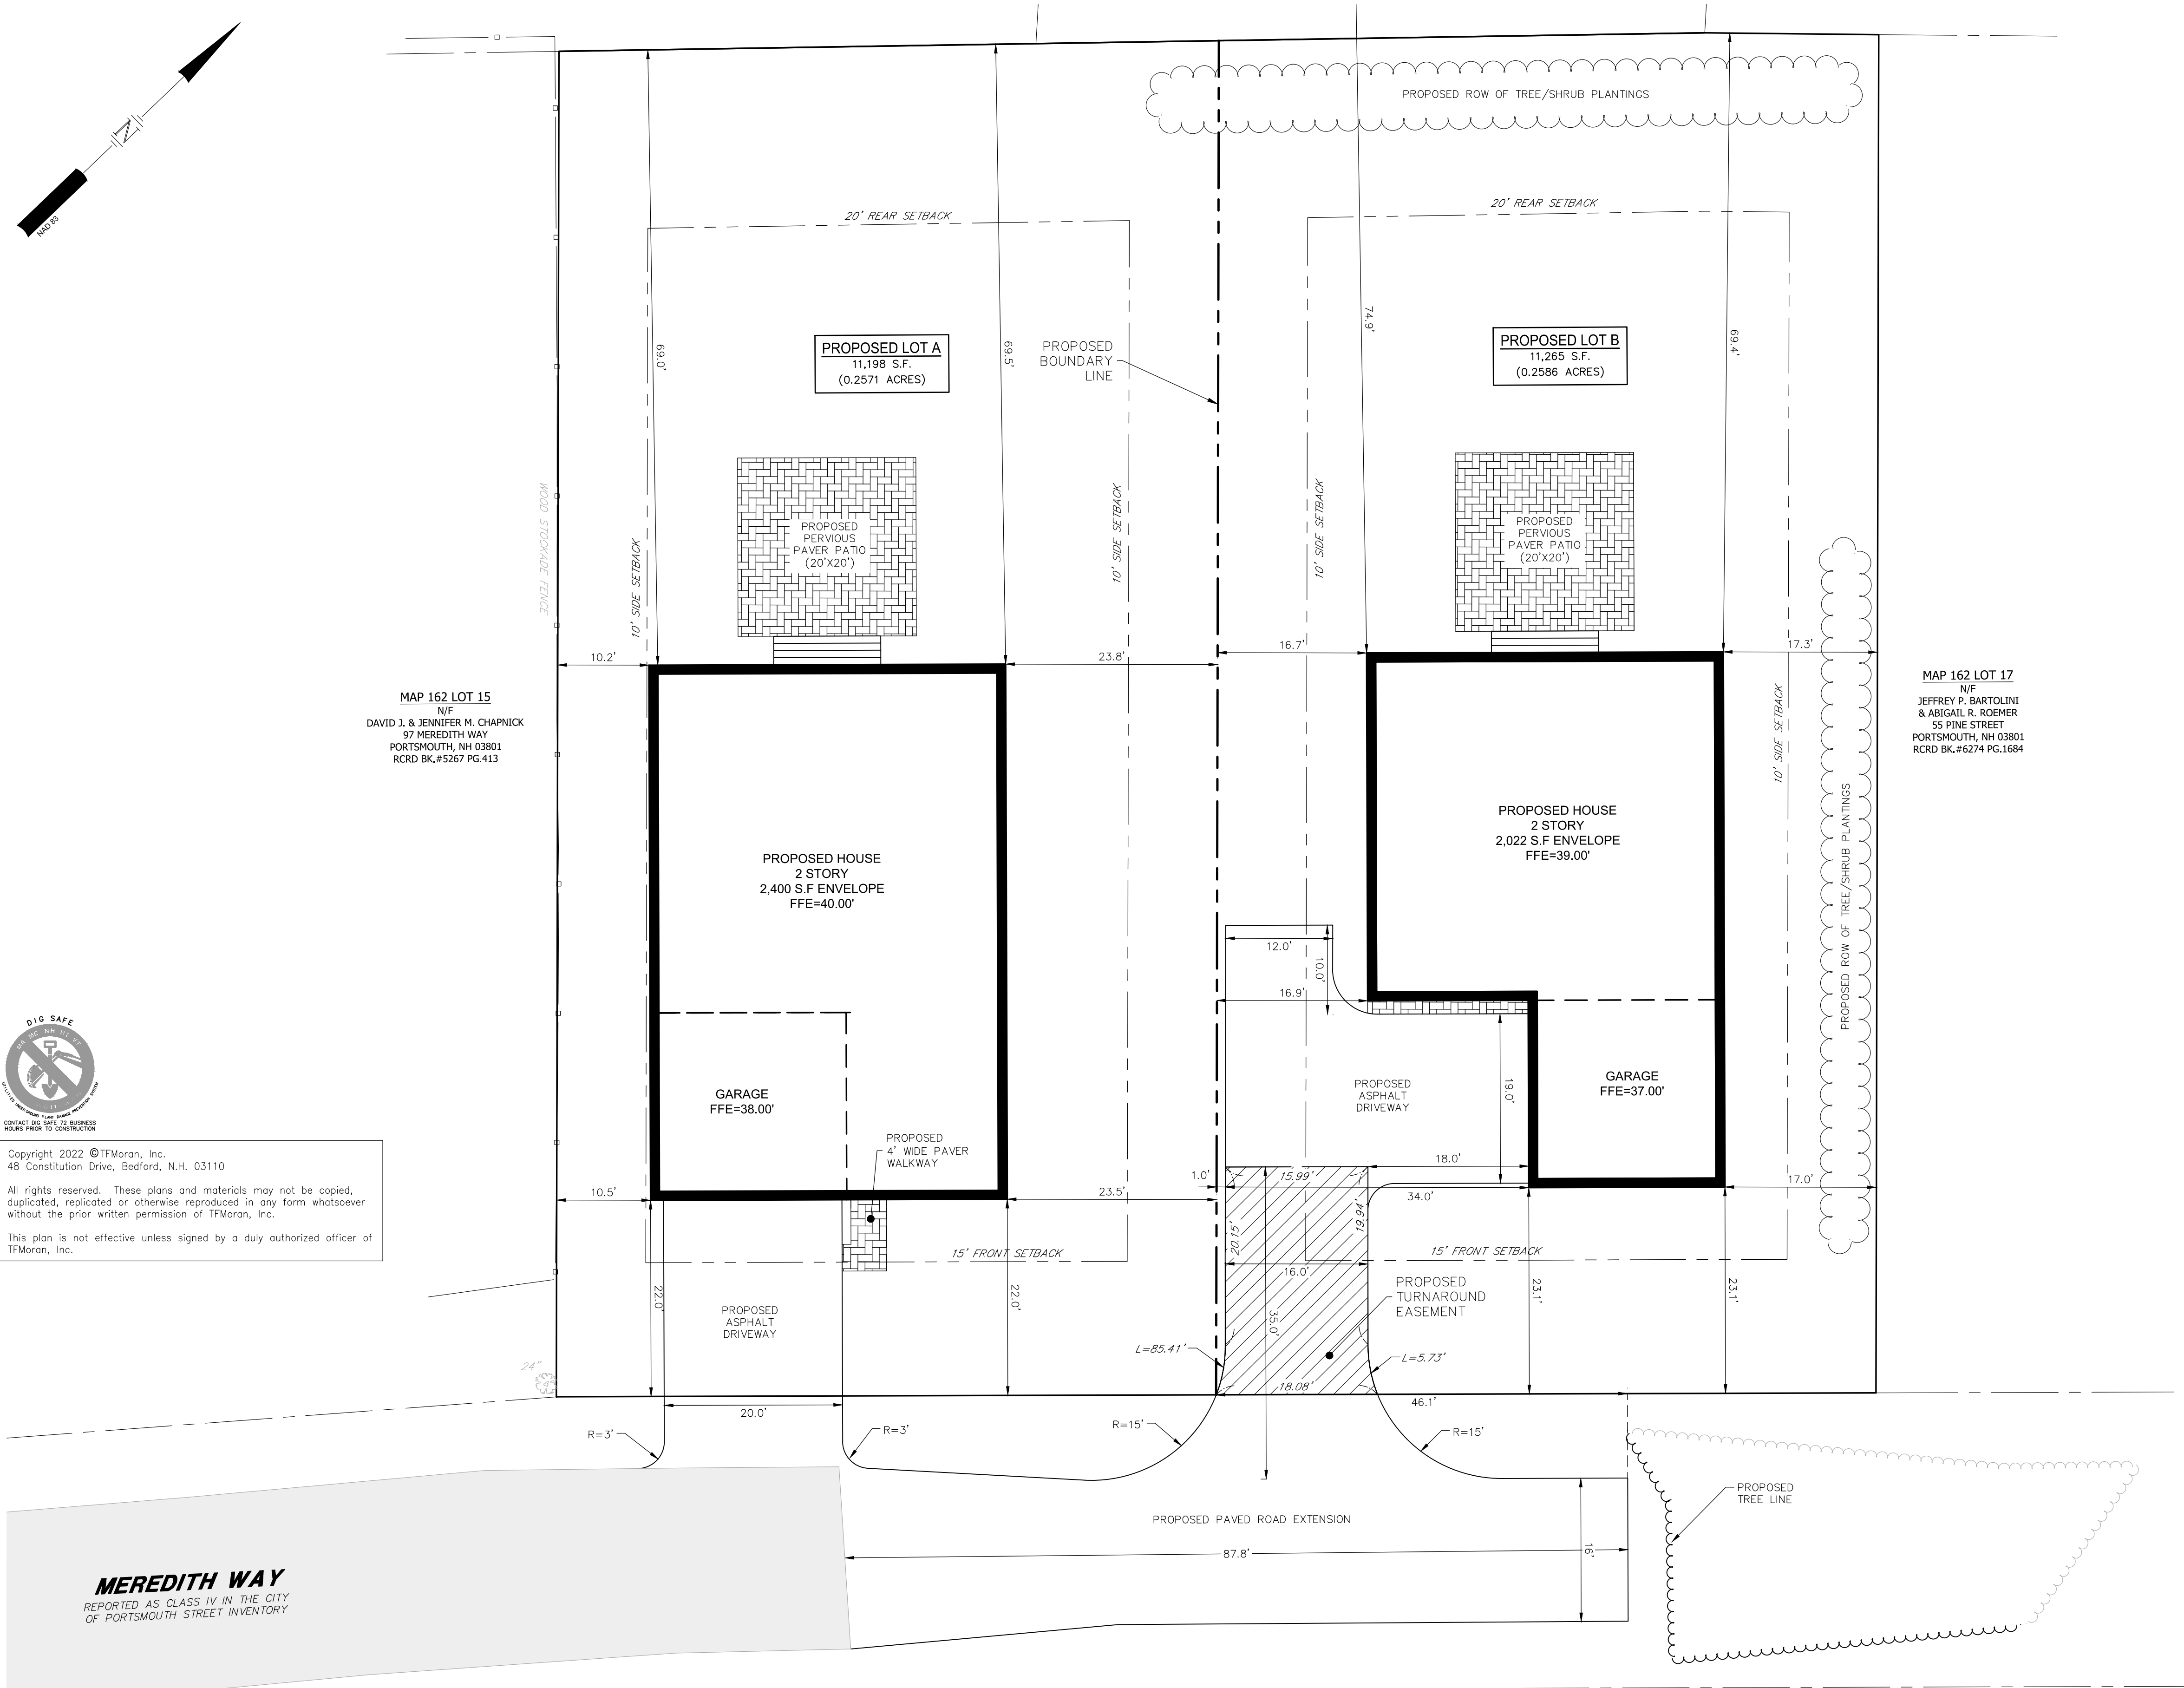 N
NAD 83
PROPOSED ROW OF TREE/SHRUB PLANTINGS
20' REAR SETBACK
20' REAR SETBACK
69.0'
PROPOSED LOT A
11,198 S.F.
(0.2571 ACRES)
69.5'
PROPOSED
BOUNDARY
LINE
74.9'
PROPOSED LOT B
11,265 S.F.
(0.2586 ACRES)
69.4'
WOOD STOCKADE FENCE
10' SIDE SETBACK
PROPOSED
PERVIOUS
PAVER PATIO
(20'X20')
10' SIDE SETBACK
10' SIDE SETBACK
PROPOSED
PERVIOUS
PAVER PATIO
(20'X20')
10.2'
23.8'
16.7'
17.3'
MAP 162 LOT 15
N/F
DAVID J. & JENNIFER M. CHAPNICK
97 MEREDITH WAY
PORTSMOUTH, NH 03801
RCRD BK.#5267 PG.413
10' SIDE SETBACK
MAP 162 LOT 17
N/F
JEFFREY P. BARTOLINI
& ABIGAIL R. ROEMER
55 PINE STREET
PORTSMOUTH, NH 03801
RCRD BK.#6274 PG.1684
PROPOSED HOUSE
2 STORY
2,400 S.F ENVELOPE
FFE=40.00'
PROPOSED HOUSE
2 STORY
2,022 S.F ENVELOPE
FFE=39.00'
PROPOSED ROW OF TREE/SHRUB PLANTINGS
12.0'
10.0'
16.9'
DIG SAFE
MA ME NH RI VT
UTILITIES UNDERGROUND PLANT DAMAGE PREVENTION SYSTEM
CONTACT DIG SAFE 72 BUSINESS
HOURS PRIOR TO CONSTRUCTION
GARAGE
FFE=38.00'
PROPOSED
ASPHALT
DRIVEWAY
19.0'
GARAGE
FFE=37.00'
PROPOSED
4' WIDE PAVER
WALKWAY
Copyright 2022 ©TFMoran, Inc.
48 Constitution Drive, Bedford, N.H. 03110
All rights reserved. These plans and materials may not be copied,
duplicated, replicated or otherwise reproduced in any form whatsoever
without the prior written permission of TFMoran, Inc.
This plan is not effective unless signed by a duly authorized officer of
TFMoran, Inc.
10.5'
23.5'
1.0'
15.99'
18.0'
34.0'
17.0'
20.15'
19.94'
15' FRONT SETBACK
15' FRONT SETBACK
16.0'
22.0'
PROPOSED
ASPHALT
DRIVEWAY
22.0'
35.0'
PROPOSED
TURNAROUND
EASEMENT
23.1'
23.1'
24"
L=85.41'
L=5.73'
18.08'
46.1'
20.0'
R=3'
R=3'
R=15'
R=15'
PROPOSED
TREE LINE
PROPOSED PAVED ROAD EXTENSION
87.8'
16'
MEREDITH WAY
REPORTED AS CLASS IV IN THE CITY
OF PORTSMOUTH STREET INVENTORY